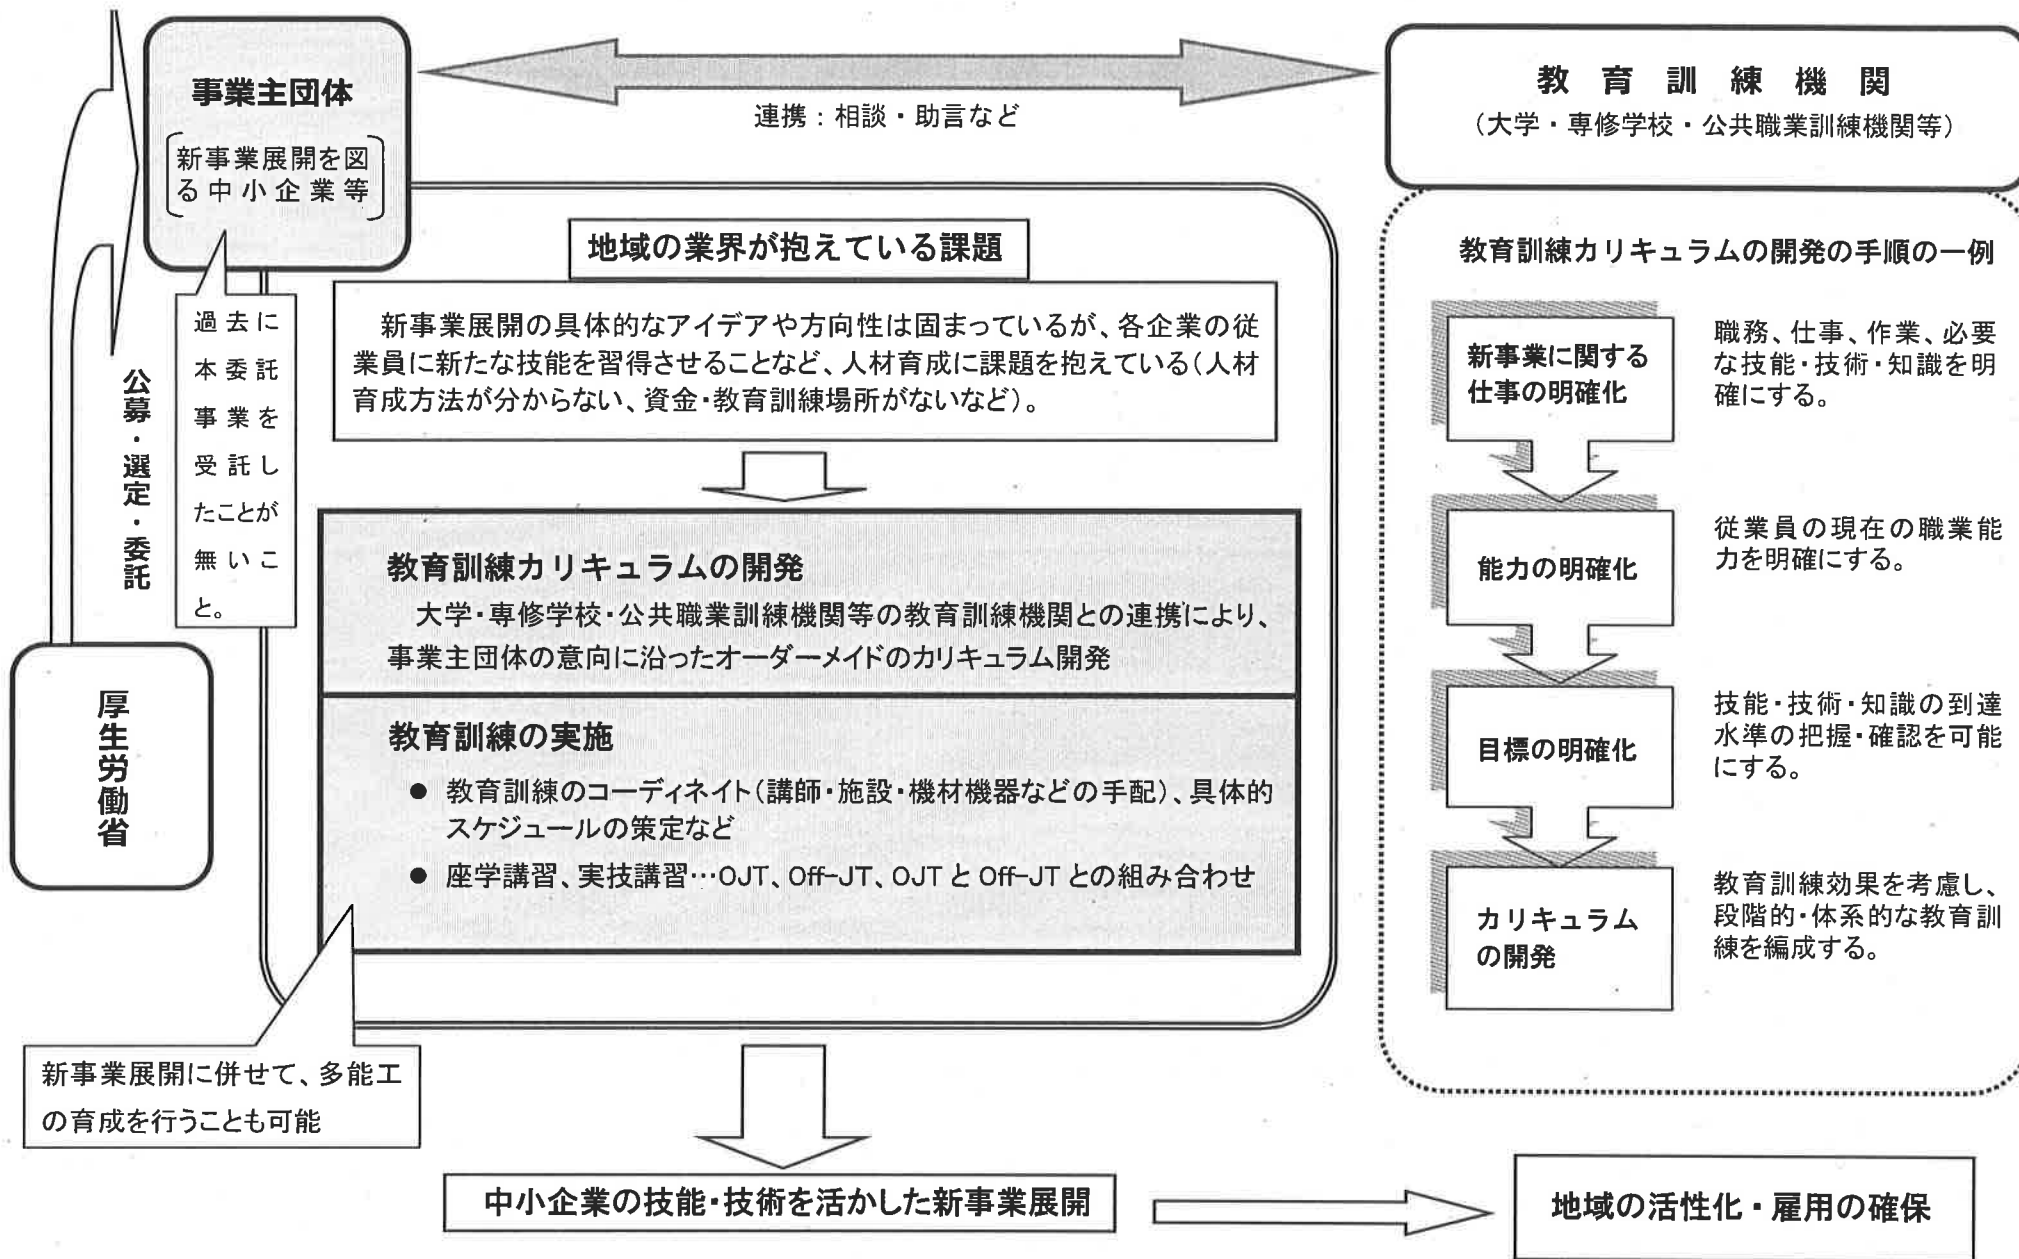 事業主団体
新事業展開を図
る中小企業等
連携：相談・助言など
教育訓練機関
（大学・専修学校・公共職業訓練機関等）
過去に
本委託
事業を
受託し
たことが
無いこ
と。
公募・選定・委託
厚生労働省
地域の業界が抱えている課題
新事業展開の具体的なアイデアや方向性は固まっているが、各企業の従
業員に新たな技能を習得させることなど、人材育成に課題を抱えている（人材
育成方法が分からない、資金・教育訓練場所がないなど）。
教育訓練カリキュラムの開発
大学・専修学校・公共職業訓練機関等の教育訓練機関との連携により、
事業主団体の意向に沿ったオーダーメイドのカリキュラム開発
教育訓練の実施
● 教育訓練のコーディネイト（講師・施設・機材機器などの手配）、具体的
スケジュールの策定など
● 座学講習、実技講習…OJT、Off-JT、OJT と Off-JT との組み合わせ
新事業展開に併せて、多能工
の育成を行うことも可能
教育訓練カリキュラムの開発の手順の一例
新事業に関する
仕事の明確化
職務、仕事、作業、必要
な技能・技術・知識を明
確にする。
能力の明確化
従業員の現在の職業能
力を明確にする。
目標の明確化
技能・技術・知識の到達
水準の把握・確認を可能
にする。
カリキュラム
の開発
教育訓練効果を考慮し、
段階的・体系的な教育訓
練を編成する。
中小企業の技能・技術を活かした新事業展開
地域の活性化・雇用の確保